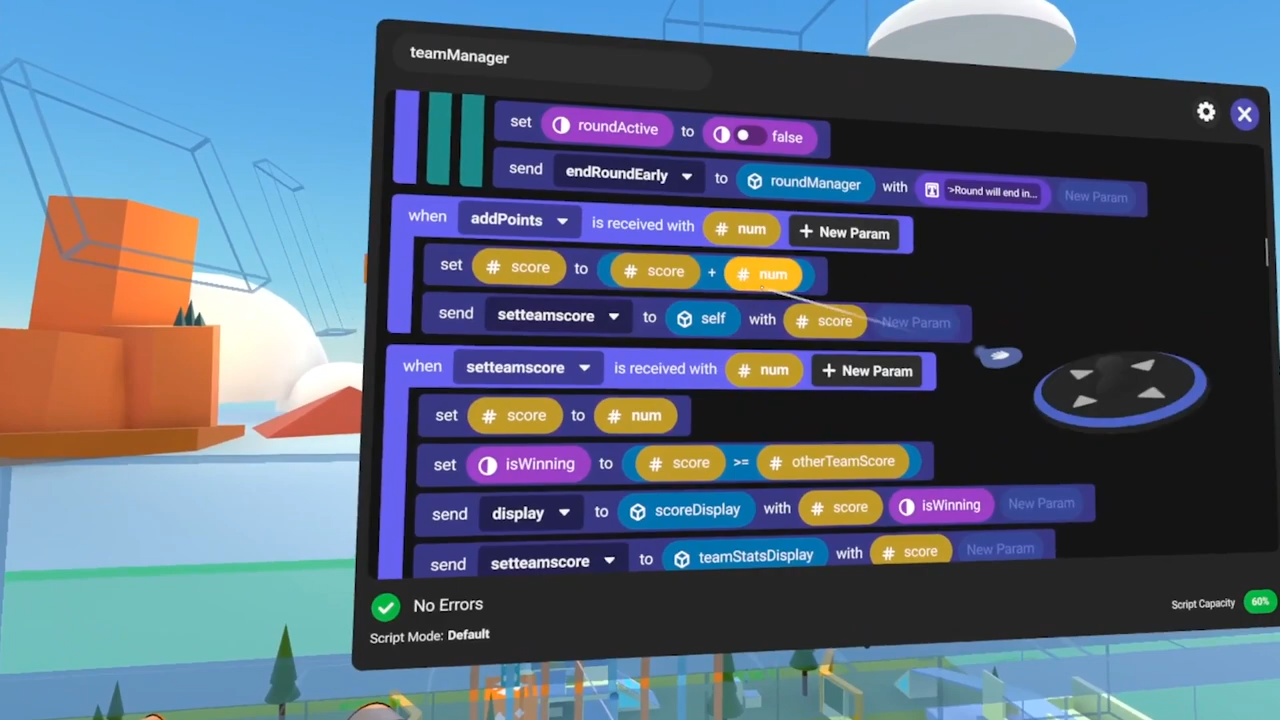 teamManager
set roundActive to false
send endRoundEarly to roundManager with ">Round will end in... New Param
when addPoints is received with # num + New Param
set # score to # score + # num
send setteamscore to self with # score New Param
when setteamscore is received with # num + New Param
set # score to # num
set isWinning to # score >= # otherTeamScore
send display to scoreDisplay with # score isWinning New Param
send setteamscore to teamStatsDisplay with # score New Param
No Errors
Script Capacity 60%
Script Mode: Default